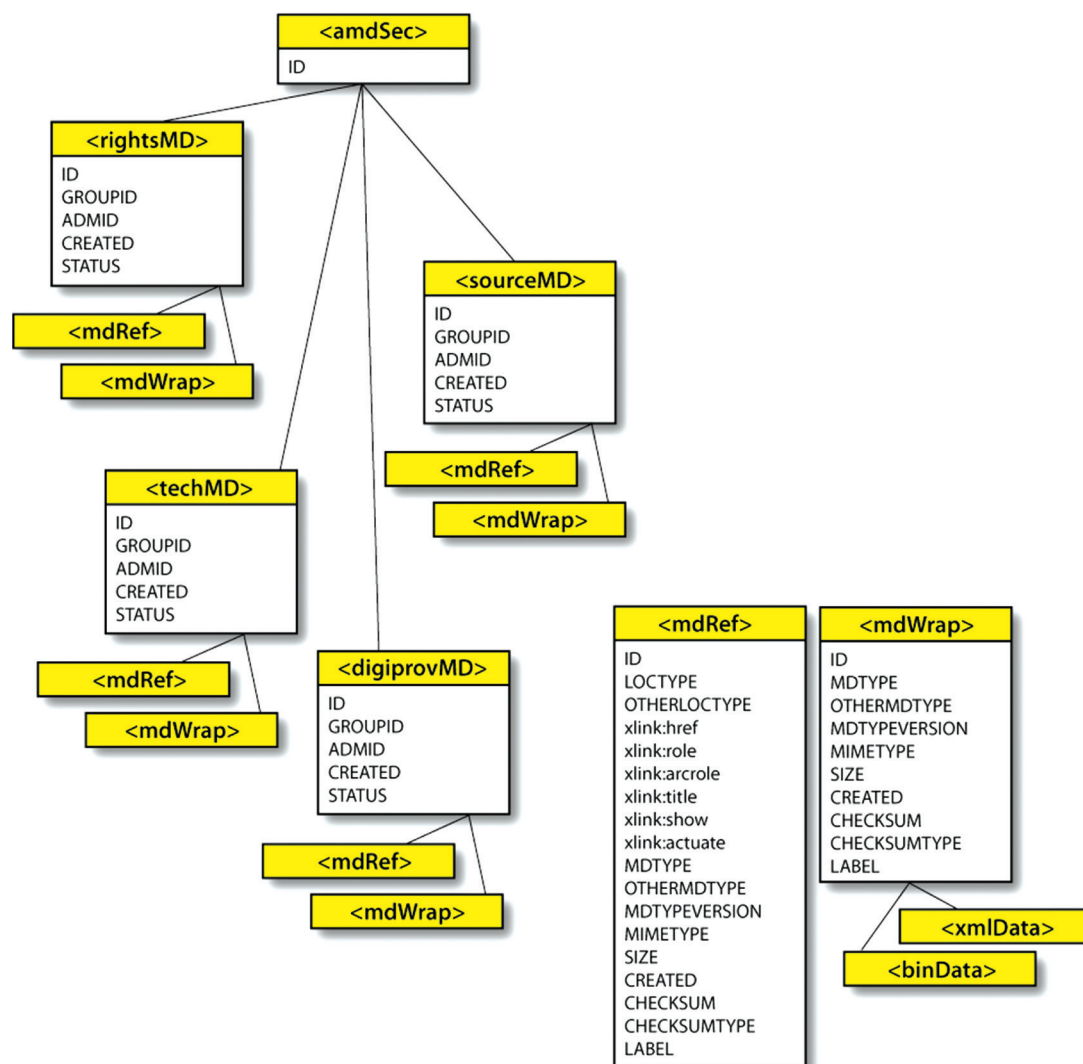 <amdSec>
ID
<rightsMD>
ID
GROUPID
ADMID
CREATED
STATUS
<mdRef>
<mdWrap>
<sourceMD>
ID
GROUPID
ADMID
CREATED
STATUS
<mdRef>
<mdWrap>
<techMD>
ID
GROUPID
ADMID
CREATED
STATUS
<mdRef>
<mdWrap>
<digiprovMD>
ID
GROUPID
ADMID
CREATED
STATUS
<mdRef>
<mdWrap>
<mdRef>
ID
LOCTYPE
OTHERLOCTYPE
xlink:href
xlink:role
xlink:arcrole
xlink:title
xlink:show
xlink:actuate
MDTYPE
OTHERMDTYPE
MDTYPEVERSION
MIMETYPE
SIZE
CREATED
CHECKSUM
CHECKSUMTYPE
LABEL
<mdWrap>
ID
MDTYPE
OTHERMDTYPE
MDTYPEVERSION
MIMETYPE
SIZE
CREATED
CHECKSUM
CHECKSUMTYPE
LABEL
<xmlData>
<binData>